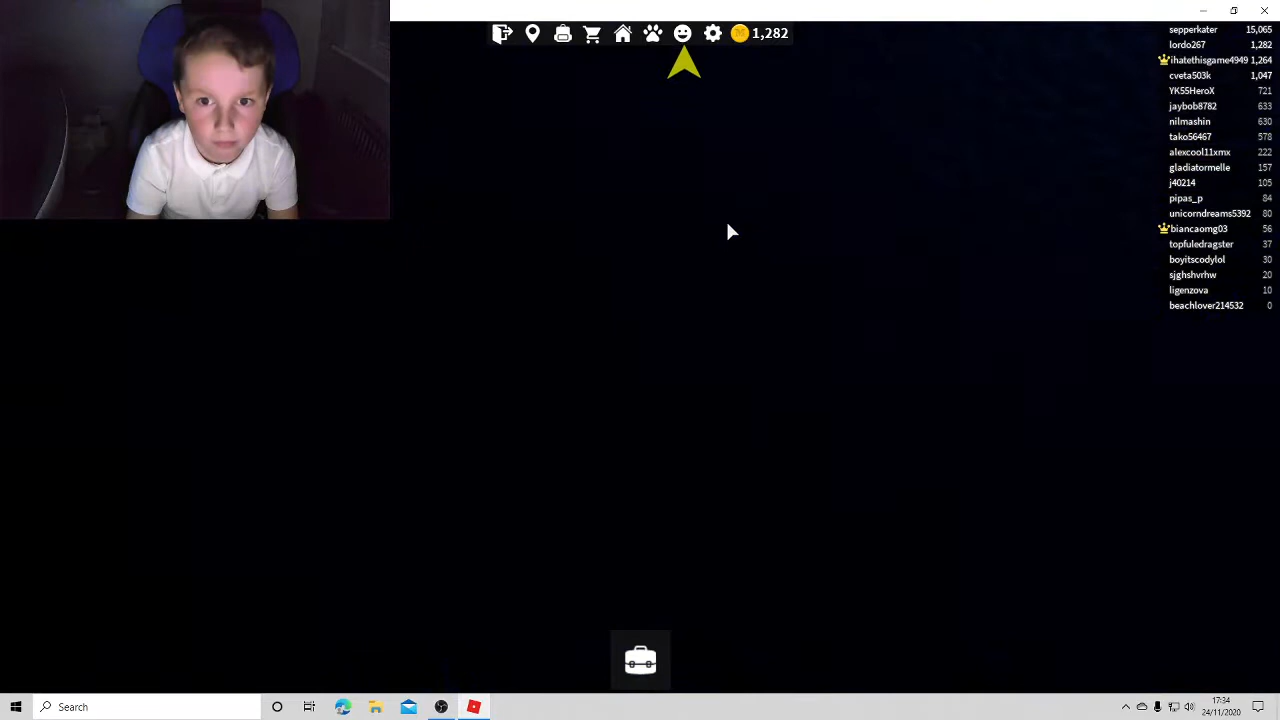 1,282
sepperkater 15,065
lordo267 1,282
ihatethisgame4949 1,264
cveta503k 1,047
YK55HeroX 721
jaybob8782 633
nilmashin 630
tako56467 578
alexcool11xmx 222
gladiatormelle 157
j40214 105
pipas_p 84
unicorndreams5392 80
biancaomg03 56
topfuledragster 37
boyitscodylol 30
sjghshvrhw 20
ligenzova 10
beachlover214532 0
Search
17:34
24/11/2020